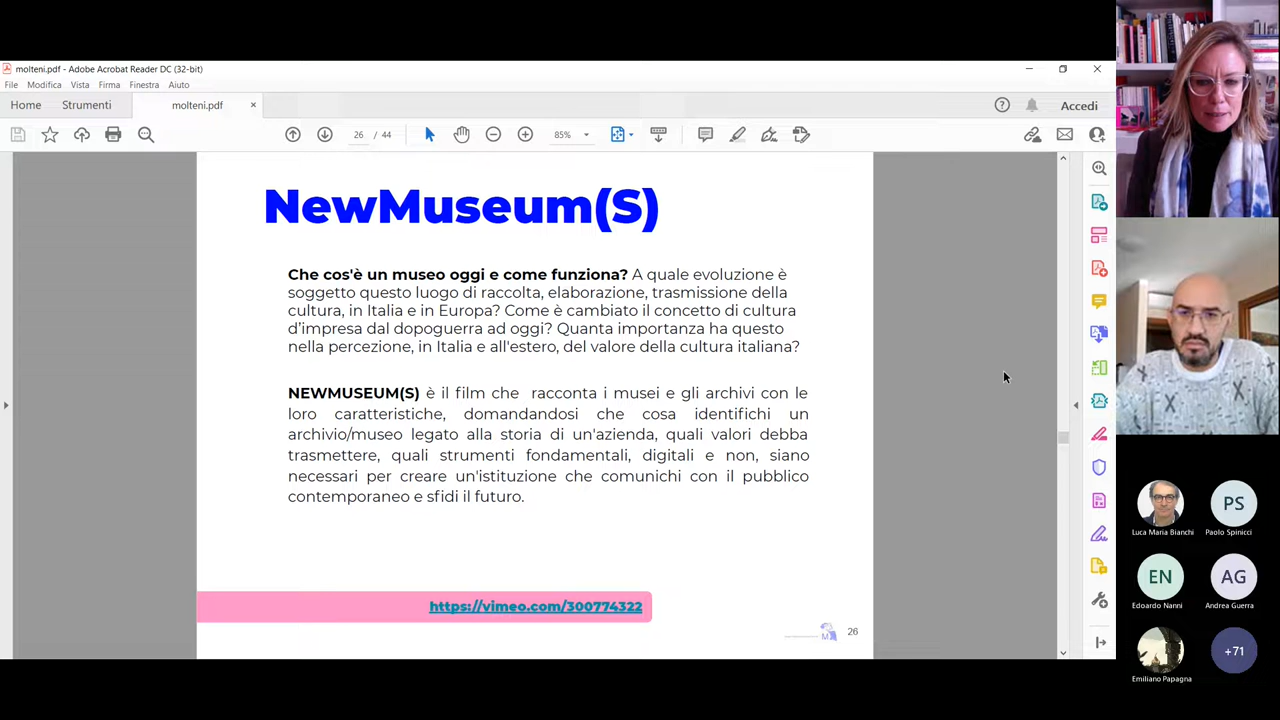 molteni.pdf - Adobe Acrobat Reader DC (32-bit)
File Modifica Vista Firma Finestra Aiuto
Home Strumenti molteni.pdf × Accedi
26 / 44 85%
NewMuseum(S)
Che cos'è un museo oggi e come funziona? A quale evoluzione è
soggetto questo luogo di raccolta, elaborazione, trasmissione della
cultura, in Italia e in Europa? Come è cambiato il concetto di cultura
d’impresa dal dopoguerra ad oggi? Quanta importanza ha questo
nella percezione, in Italia e all'estero, del valore della cultura italiana?
NEWMUSEUM(S) è il film che racconta i musei e gli archivi con le
loro caratteristiche, domandandosi che cosa identifichi un
archivio/museo legato alla storia di un'azienda, quali valori debba
trasmettere, quali strumenti fondamentali, digitali e non, siano
necessari per creare un'istituzione che comunichi con il pubblico
contemporaneo e sfidi il futuro.
https://vimeo.com/300774322
M 26
PS
Luca Maria Bianchi Paolo Spinicci
EN AG
Edoardo Nanni Andrea Guerra
+71
Emiliano Papagna